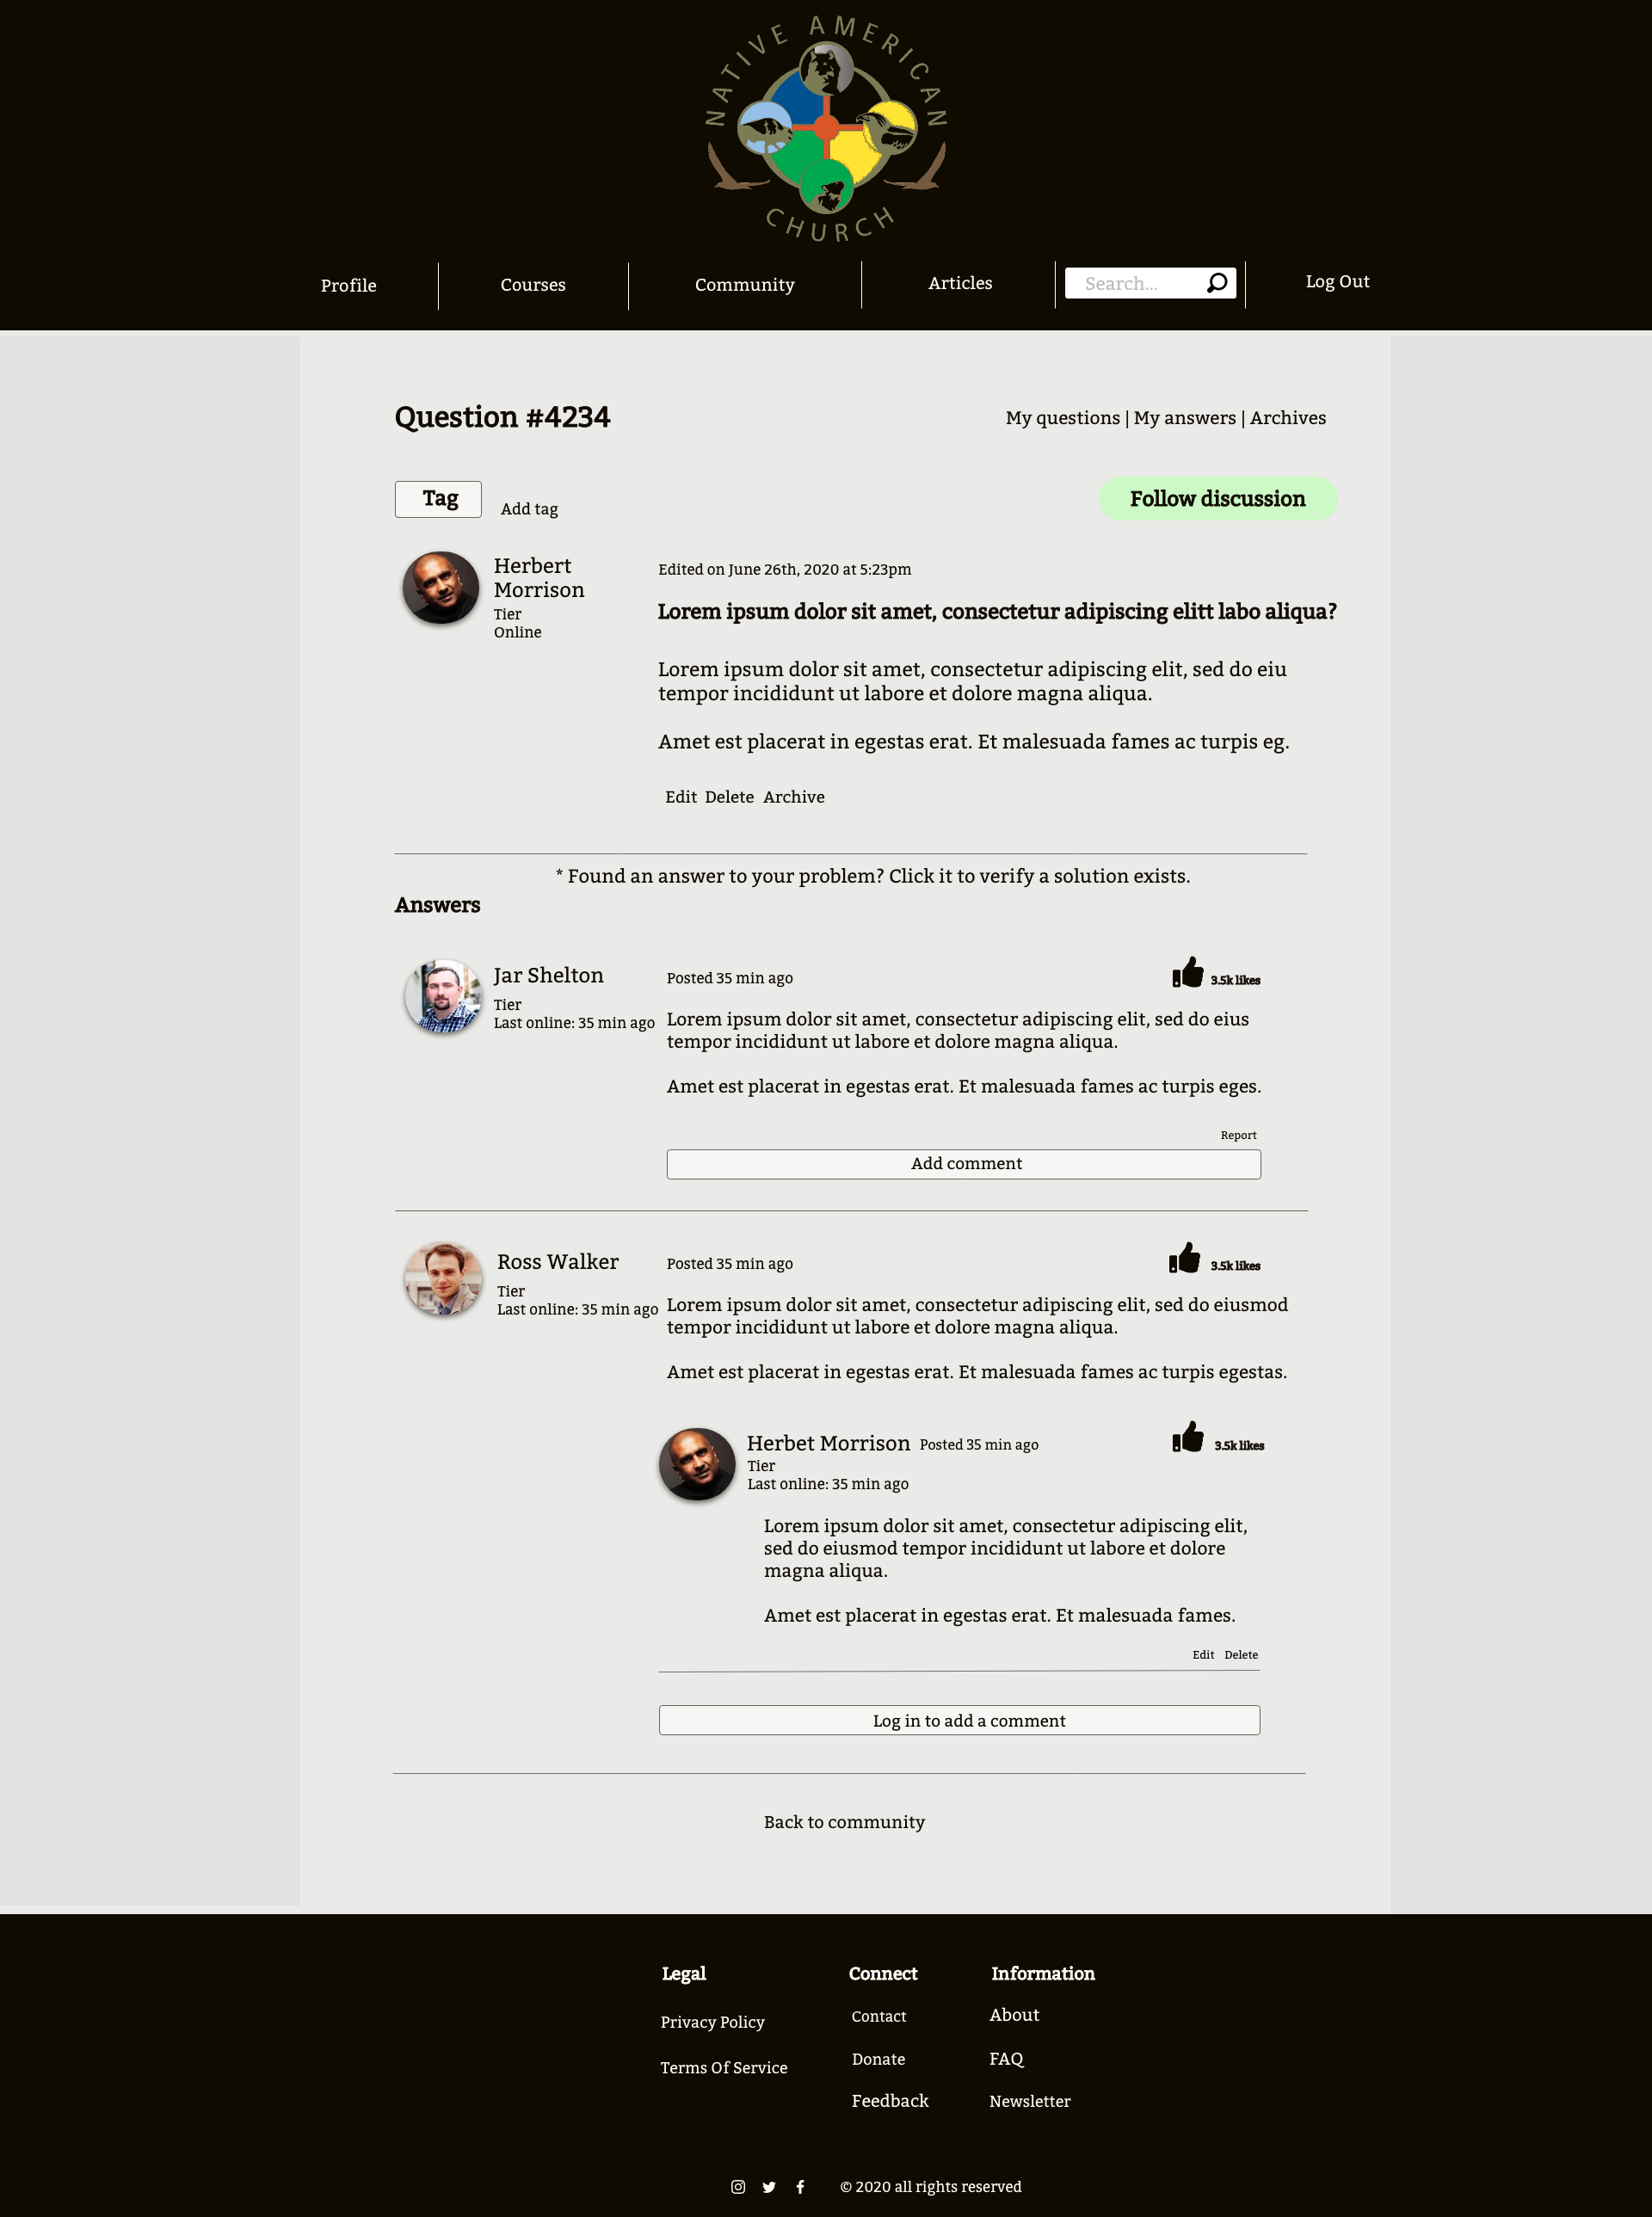 NATIVE AMERICAN
CHURCH
Profile
Courses
Community
Articles
Search...
Log Out
Question #4234
My questions | My answers | Archives
Tag
Add tag
Follow discussion
Herbert
Morrison
Tier
Online
Edited on June 26th, 2020 at 5:23pm
Lorem ipsum dolor sit amet, consectetur adipiscing elitt labo aliqua?
Lorem ipsum dolor sit amet, consectetur adipiscing elit, sed do eiu
tempor incididunt ut labore et dolore magna aliqua.
Amet est placerat in egestas erat. Et malesuada fames ac turpis eg.
Edit Delete Archive
* Found an answer to your problem? Click it to verify a solution exists.
Answers
Jar Shelton
Tier
Last online: 35 min ago
Posted 35 min ago
3.5k likes
Lorem ipsum dolor sit amet, consectetur adipiscing elit, sed do eius
tempor incididunt ut labore et dolore magna aliqua.
Amet est placerat in egestas erat. Et malesuada fames ac turpis eges.
Report
Add comment
Ross Walker
Tier
Last online: 35 min ago
Posted 35 min ago
3.5k likes
Lorem ipsum dolor sit amet, consectetur adipiscing elit, sed do eiusmod
tempor incididunt ut labore et dolore magna aliqua.
Amet est placerat in egestas erat. Et malesuada fames ac turpis egestas.
Herbet Morrison
Posted 35 min ago
3.5k likes
Tier
Last online: 35 min ago
Lorem ipsum dolor sit amet, consectetur adipiscing elit,
sed do eiusmod tempor incididunt ut labore et dolore
magna aliqua.
Amet est placerat in egestas erat. Et malesuada fames.
Edit Delete
Log in to add a comment
Back to community
Legal
Privacy Policy
Terms Of Service
Connect
Contact
Donate
Feedback
Information
About
FAQ
Newsletter
© 2020 all rights reserved